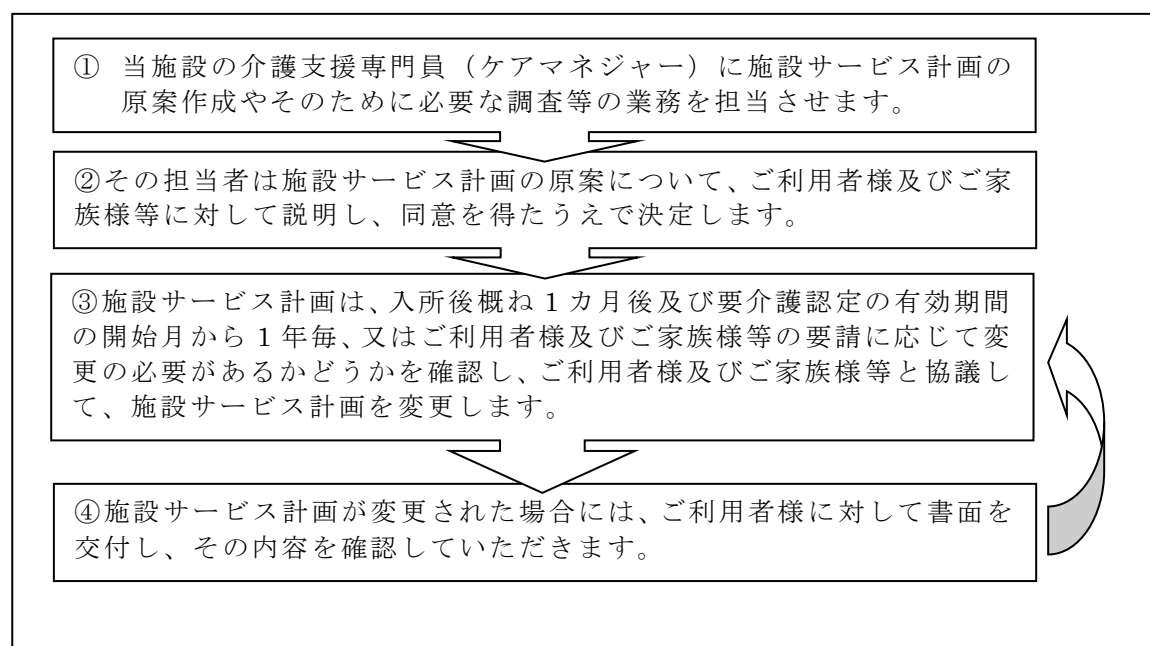 ① 当施設の介護支援専門員（ケアマネジャー）に施設サービス計画の
原案作成やそのために必要な調査等の業務を担当させます。
②その担当者は施設サービス計画の原案について、ご利用者様及びご家
族様等に対して説明し、同意を得たうえで決定します。
③施設サービス計画は、入所後概ね 1 カ月後及び要介護認定の有効期間
の開始月から 1 年毎、又はご利用者様及びご家族様等の要請に応じて変
更の必要があるかどうかを確認し、ご利用者様及びご家族様等と協議し
て、施設サービス計画を変更します。
④施設サービス計画が変更された場合には、ご利用者様に対して書面を
交付し、その内容を確認していただきます。